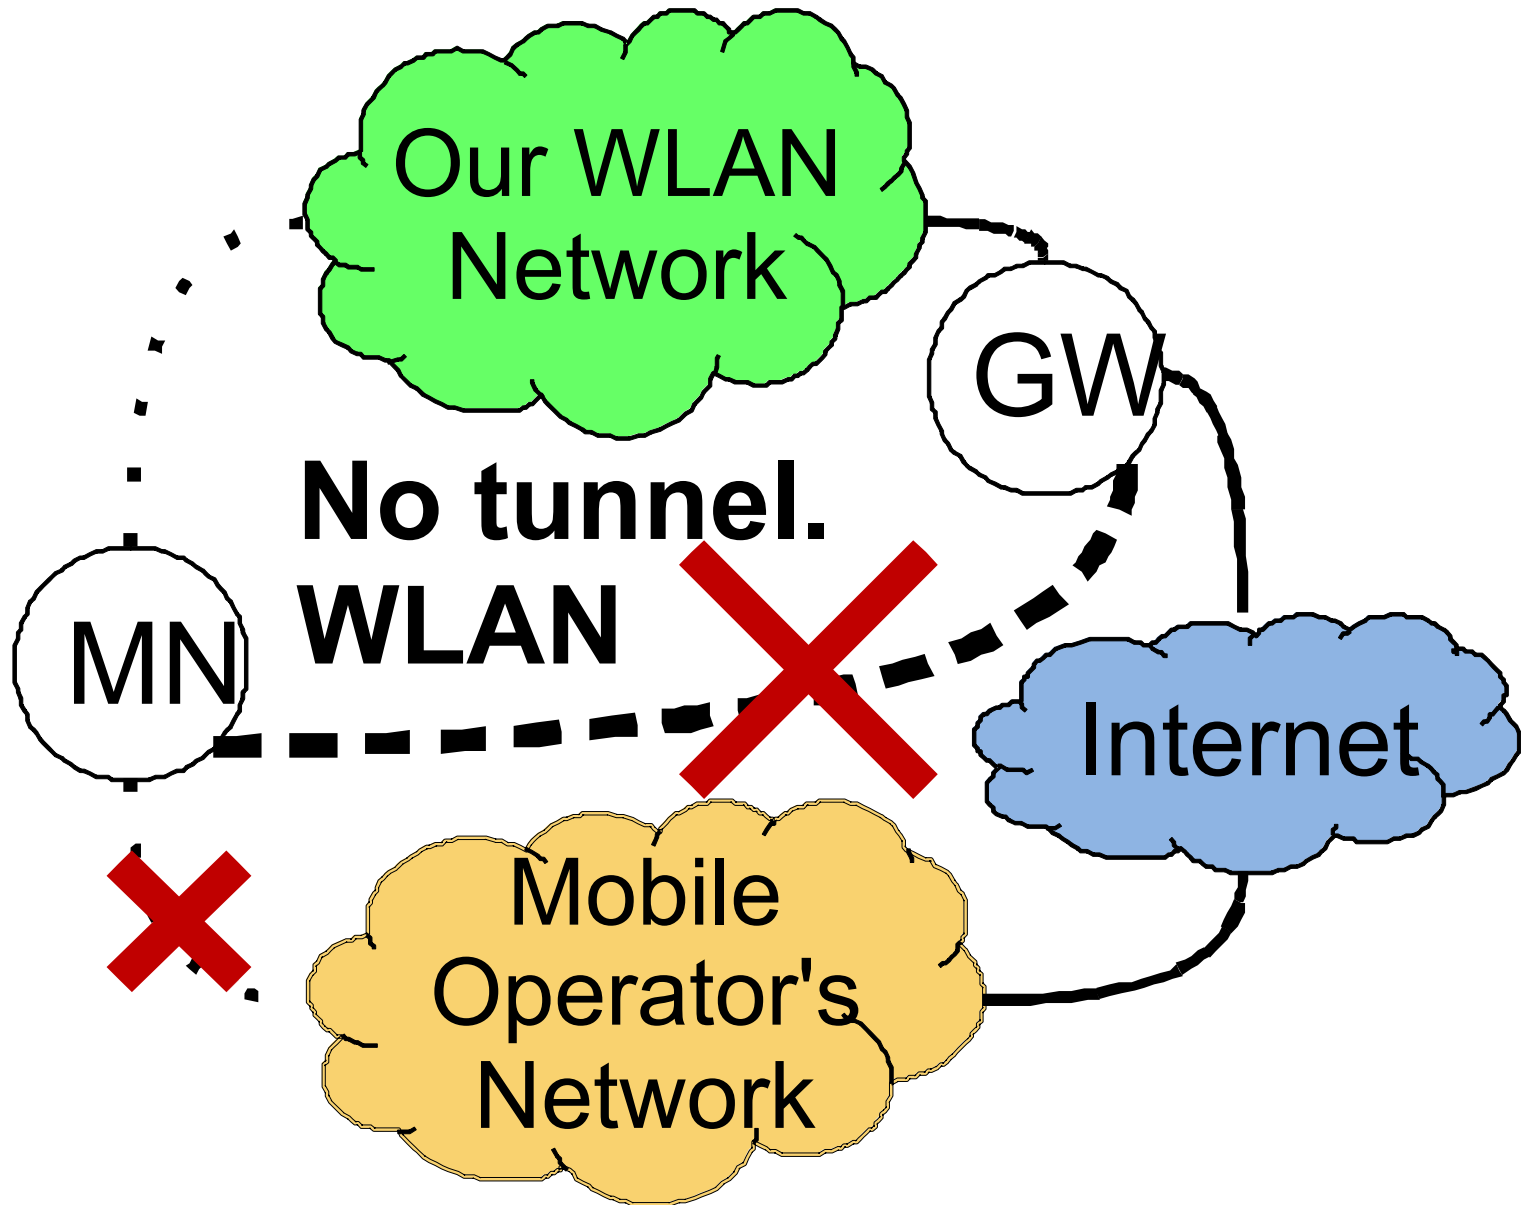 Our WLAN
Network
GW
No tunnel.
WLAN
MN
Internet
Mobile
Operator's
Network